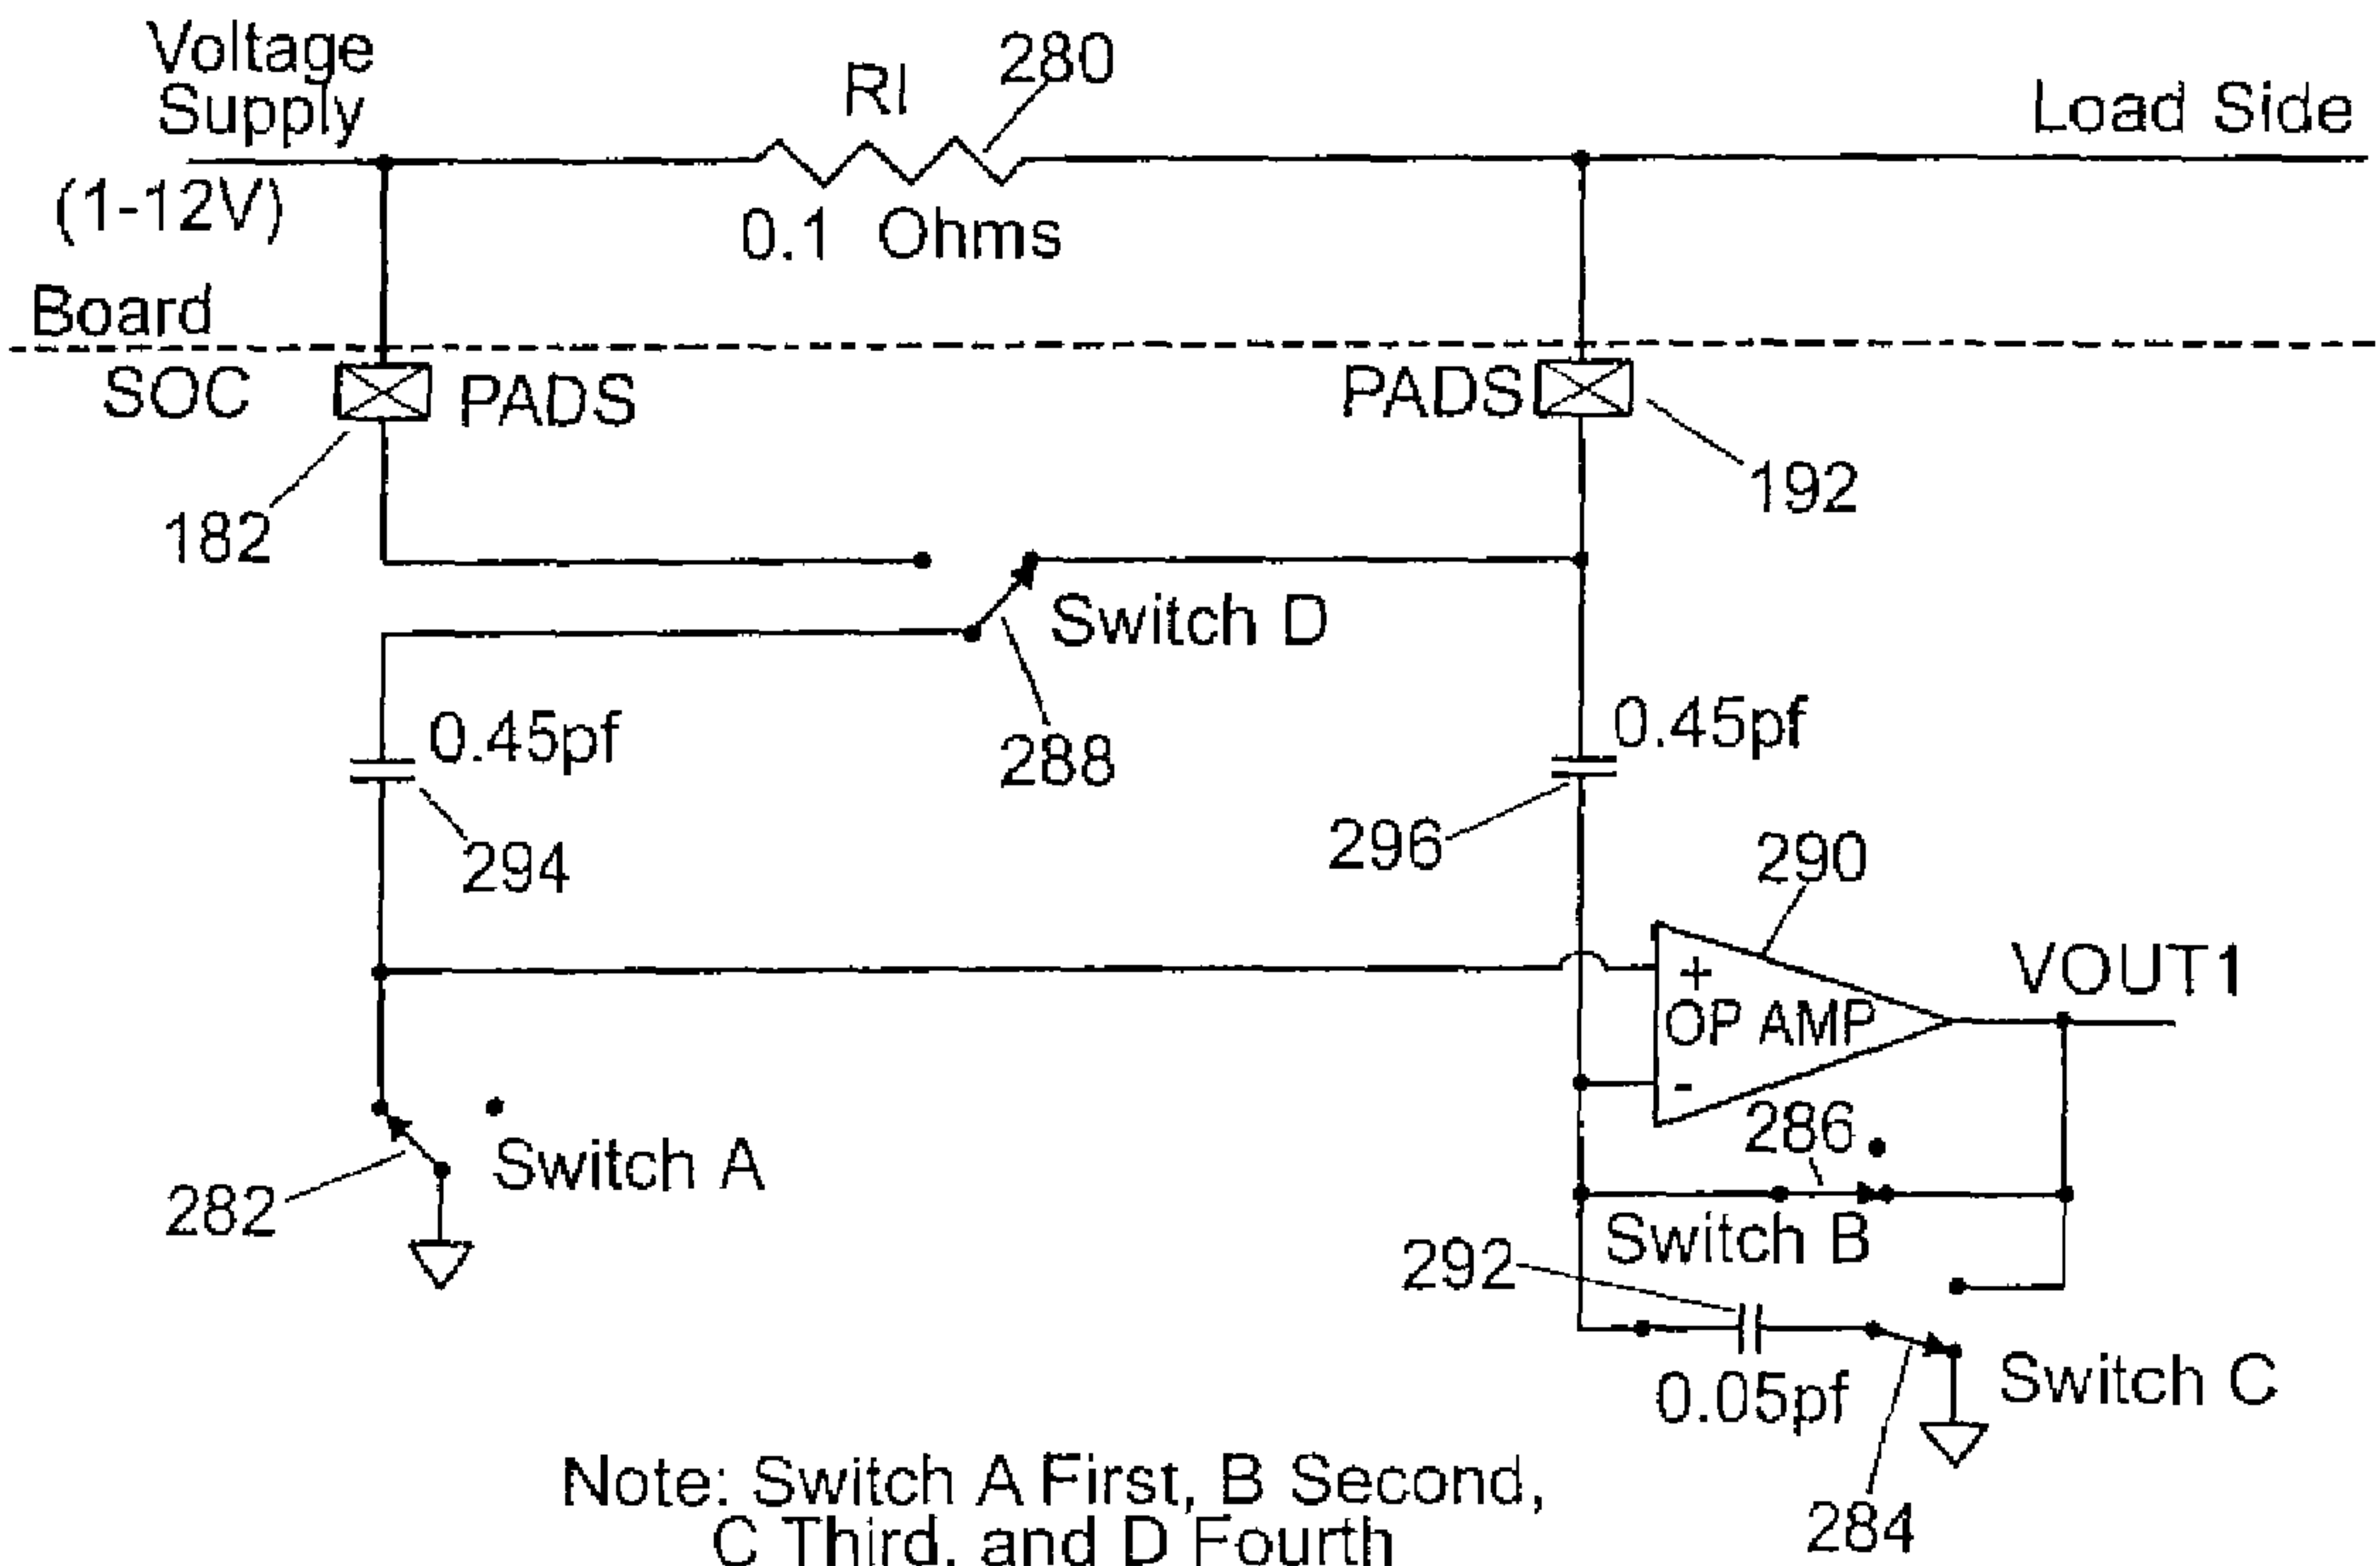 Voltage
Supply
(1-12V)
RI
280
0.1 Ohms
Load Side
Board
SOC
PADS
182
PADS
192
Switch D
288
0.45pf
294
0.45pf
296
290
+
OP AMP
-
VOUT1
282
Switch A
286
Switch B
292
0.05pf
Switch C
284
Note: Switch A First, B Second,
C Third, and D Fourth